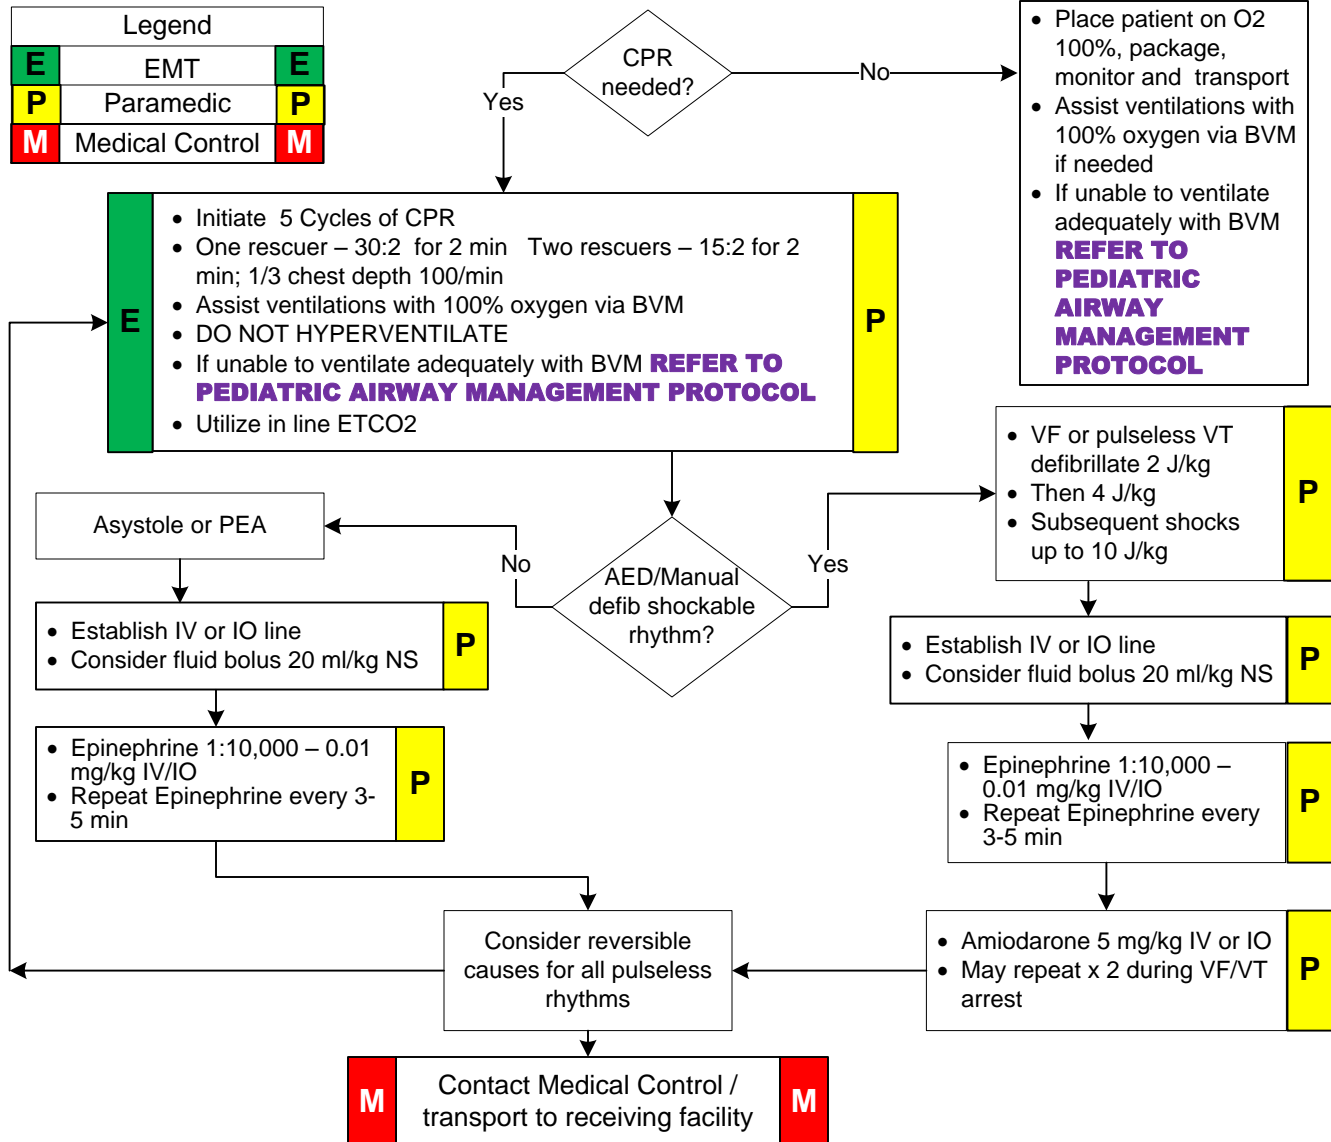 Legend
E EMT E
P Paramedic P
M Medical Control M
CPR
needed?
No
Yes
• Place patient on O2
100%, package,
monitor and transport
• Assist ventilations with
100% oxygen via BVM
if needed
• If unable to ventilate
adequately with BVM
REFER TO
PEDIATRIC
AIRWAY
MANAGEMENT
PROTOCOL
E
• Initiate 5 Cycles of CPR
• One rescuer – 30:2 for 2 min Two rescuers – 15:2 for 2
min; 1/3 chest depth 100/min
• Assist ventilations with 100% oxygen via BVM
• DO NOT HYPERVENTILATE
• If unable to ventilate adequately with BVM REFER TO
PEDIATRIC AIRWAY MANAGEMENT PROTOCOL
• Utilize in line ETCO2
P
AED/Manual
defib shockable
rhythm?
No
Yes
Asystole or PEA
• Establish IV or IO line
• Consider fluid bolus 20 ml/kg NS
P
• Epinephrine 1:10,000 – 0.01
mg/kg IV/IO
• Repeat Epinephrine every 3-
5 min
P
• VF or pulseless VT
defibrillate 2 J/kg
• Then 4 J/kg
• Subsequent shocks
up to 10 J/kg
P
• Establish IV or IO line
• Consider fluid bolus 20 ml/kg NS
P
• Epinephrine 1:10,000 –
0.01 mg/kg IV/IO
• Repeat Epinephrine every
3-5 min
P
• Amiodarone 5 mg/kg IV or IO
• May repeat x 2 during VF/VT
arrest
P
Consider reversible
causes for all pulseless
rhythms
M
Contact Medical Control /
transport to receiving facility
M